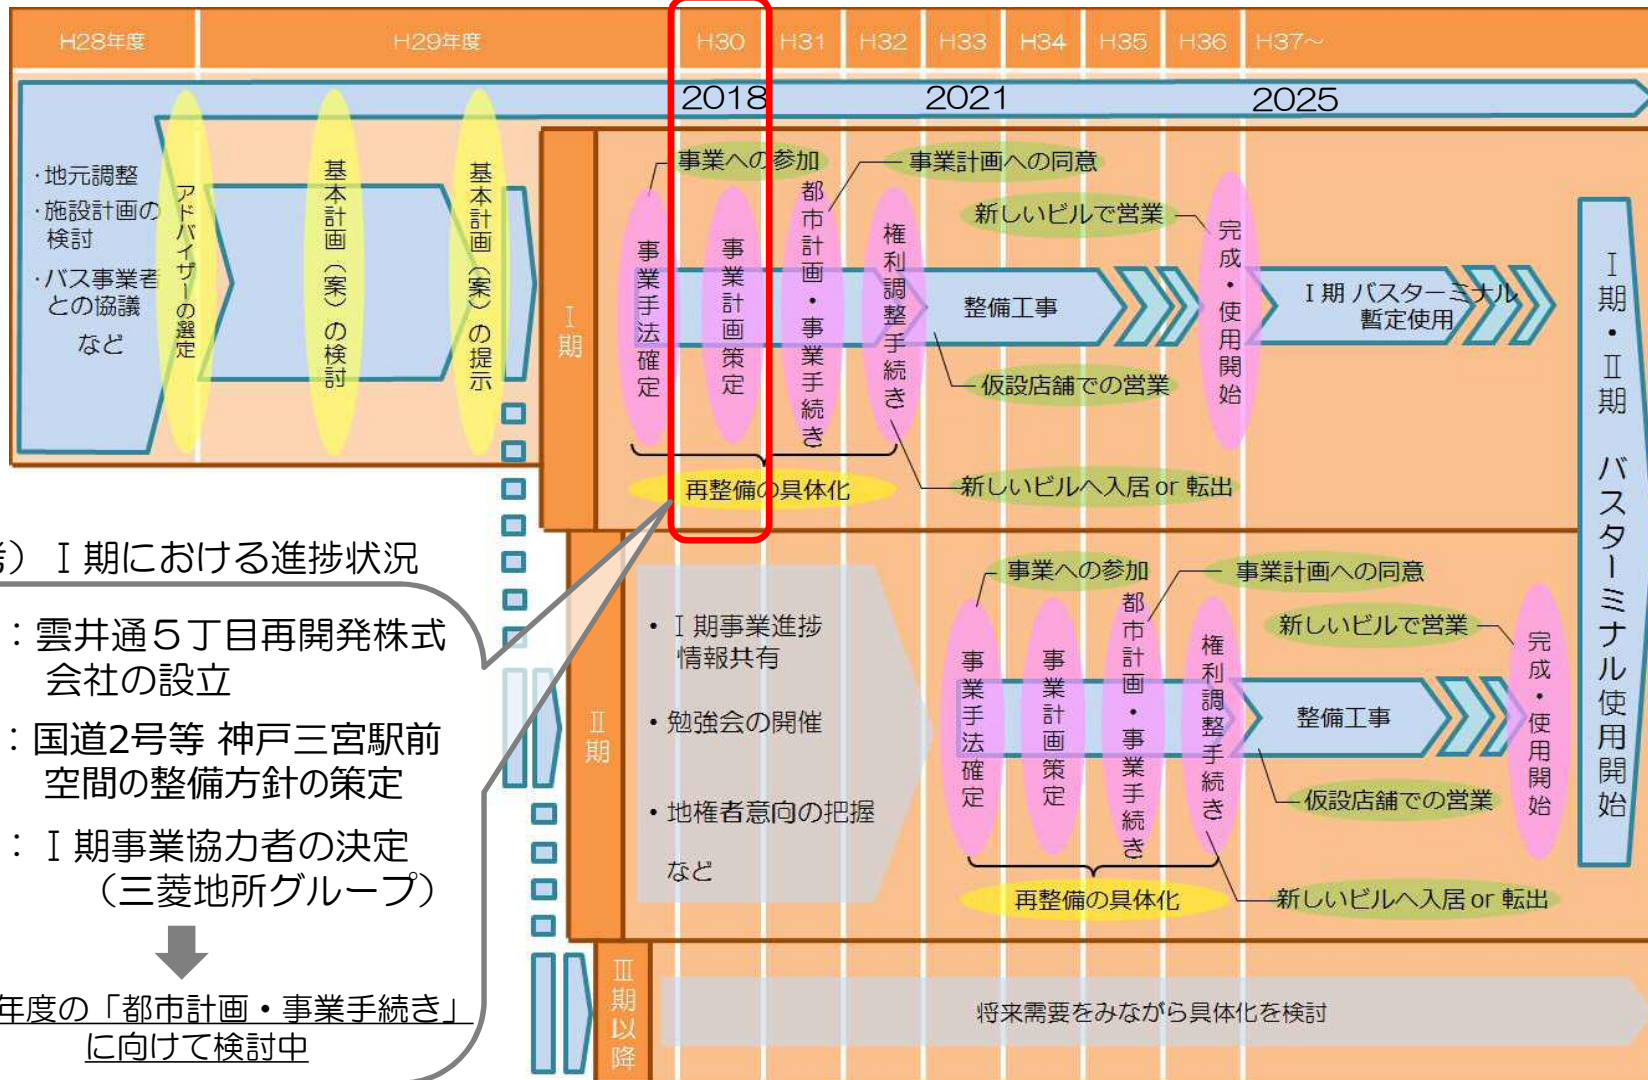 H28年度
H29年度
H30
H31
H32
H33
H34
H35
H36
H37～
2018
2021
2025
・地元調整
・施設計画の
検討
・バス事業者
との協議
など
アドバイザーの選定
基本計画（案）の検討
基本計画（案）の提示
Ⅰ期
事業への参加
事業計画への同意
新しいビルで営業
事業手法確定
事業計画策定
都市計画・事業手続き
権利調整手続き
整備工事
完成・使用開始
Ⅰ期 バスターミナル
暫定使用
仮設店舗での営業
再整備の具体化
新しいビルへ入居 or 転出
Ⅰ期・Ⅱ期 バスターミナル使用開始
） Ⅰ期における進捗状況
：雲井通５丁目再開発株式
会社の設立
：国道2号等 神戸三宮駅前
空間の整備方針の策定
：Ⅰ期事業協力者の決定
（三菱地所グループ）
年度の「都市計画・事業手続き」
に向けて検討中
Ⅱ期
・Ⅰ期事業進捗
情報共有
・勉強会の開催
・地権者意向の把握
など
事業への参加
事業計画への同意
新しいビルで営業
事業手法確定
事業計画策定
都市計画・事業手続き
権利調整手続き
整備工事
完成・使用開始
仮設店舗での営業
再整備の具体化
新しいビルへ入居 or 転出
Ⅲ期以降
将来需要をみながら具体化を検討